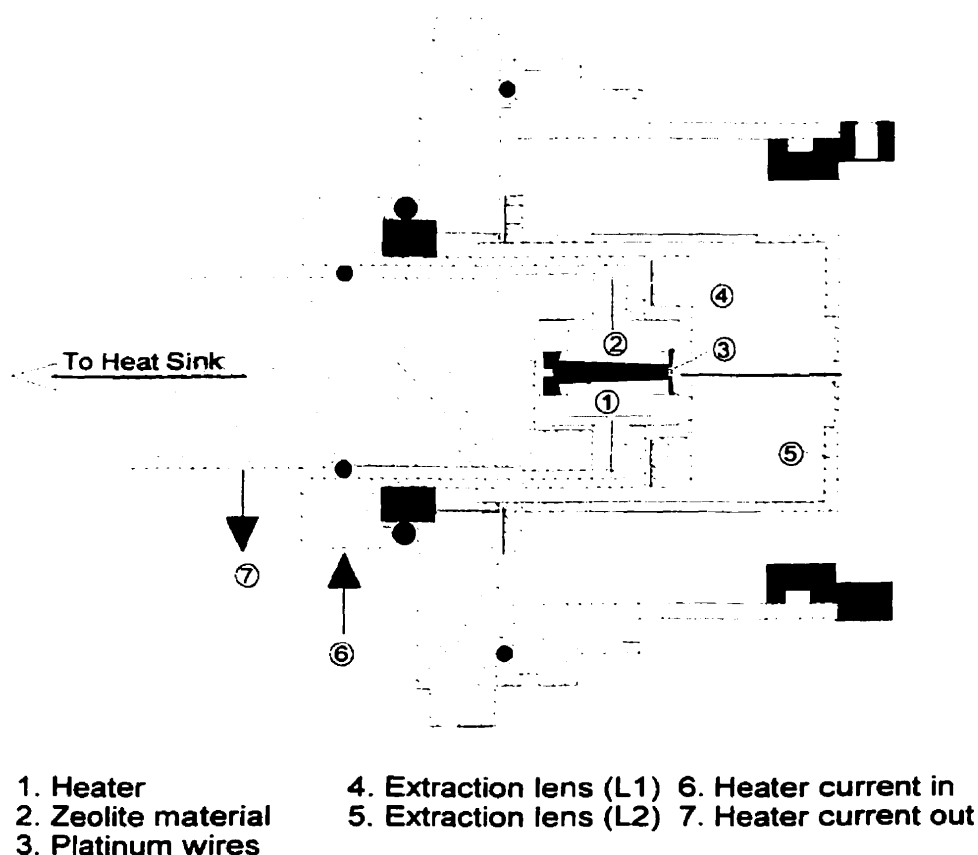 ④
②
③
To Heat Sink
①
⑤
⑦
⑥
1. Heater 4. Extraction lens (L1) 6. Heater current in
2. Zeolite material 5. Extraction lens (L2) 7. Heater current out
3. Platinum wires